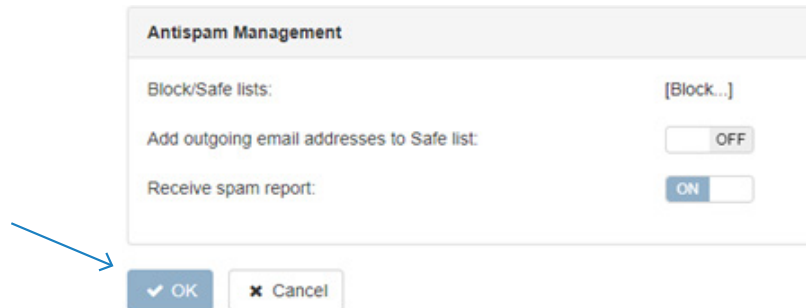 Antispam Management
Block/Safe lists: [Block...]
Add outgoing email addresses to Safe list: OFF
Receive spam report: ON
✔ OK ✖ Cancel